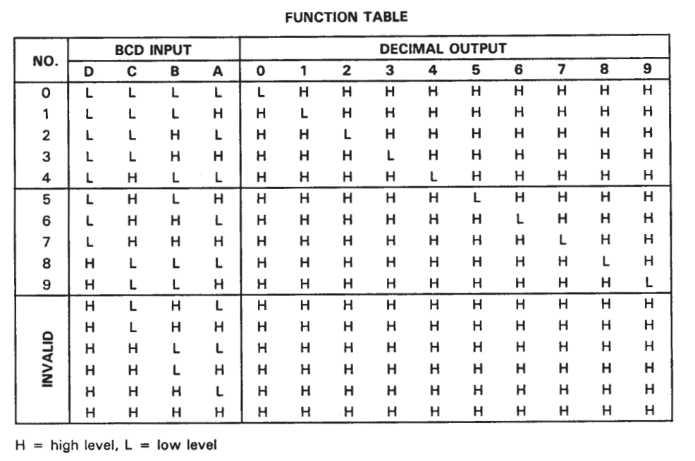 FUNCTION TABLE
NO. BCD INPUT DECIMAL OUTPUT
D C B A 0 1 2 3 4 5 6 7 8 9
0 L L L L L H H H H H H H H H
1 L L L H H L H H H H H H H H
2 L L H L H H L H H H H H H H
3 L L H H H H H L H H H H H H
4 L H L L H H H H L H H H H H
5 L H L H H H H H H L H H H H
6 L H H L H H H H H H L H H H
7 L H H H H H H H H H H L H H
8 H L L L H H H H H H H H L H
9 H L L H H H H H H H H H H L
INVALID
H L H L H H H H H H H H H H
H L H H H H H H H H H H H H
H H L L H H H H H H H H H H
H H L H H H H H H H H H H H
H H H L H H H H H H H H H H
H H H H H H H H H H H H H H
H = high level, L = low level